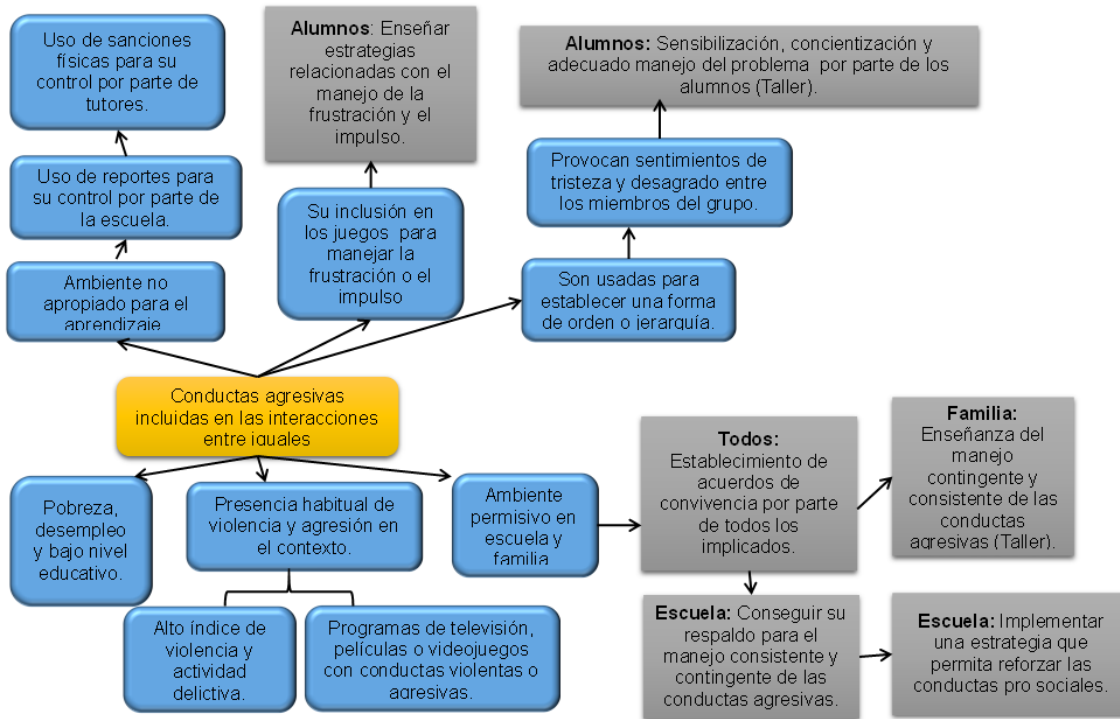 Uso de sanciones
físicas para su
control por parte de
tutores.
Alumnos: Enseñar
estrategias
relacionadas con el
manejo de la
frustración y el
impulso.
Alumnos: Sensibilización, concientización y
adecuado manejo del problema por parte de los
alumnos (Taller).
Uso de reportes para
su control por parte de
la escuela.
Su inclusión en
los juegos para
manejar la
frustración o el
impulso
Provocan sentimientos de
tristeza y desagrado entre
los miembros del grupo.
Ambiente no
apropiado para el
aprendizaje
Son usadas para
establecer una forma
de orden o jerarquía.
Conductas agresivas
incluidas en las interacciones
entre iguales
Pobreza,
desempleo
y bajo nivel
educativo.
Presencia habitual de
violencia y agresión en
el contexto.
Ambiente
permisivo en
escuela y
familia
Todos:
Establecimiento de
acuerdos de
convivencia por parte
de todos los
implicados.
Familia:
Enseñanza del
manejo
contingente y
consistente de las
conductas
agresivas (Taller).
Alto índice de
violencia y
actividad
delictiva.
Programas de televisión,
películas o videojuegos
con conductas violentas o
agresivas.
Escuela: Conseguir su
respaldo para el
manejo consistente y
contingente de las
conductas agresivas.
Escuela: Implementar
una estrategia que
permita reforzar las
conductas pro sociales.